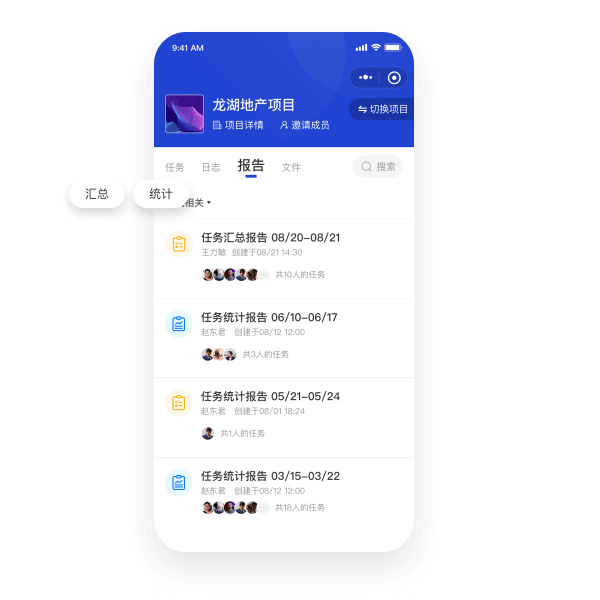 9:41 AM
龙湖地产项目
项目详情 邀请成员
切换项目
任务 日志 报告 文件 搜索
汇总 统计
相关
任务汇总报告 08/20-08/21
王力敏 创建于08/21 14:30
共10人的任务
任务统计报告 06/10-06/17
赵东君 创建于08/12 12:00
共3人的任务
任务统计报告 05/21-05/24
赵东君 创建于08/01 18:24
共1人的任务
任务统计报告 03/15-03/22
赵东君 创建于08/12 12:00
共18人的任务